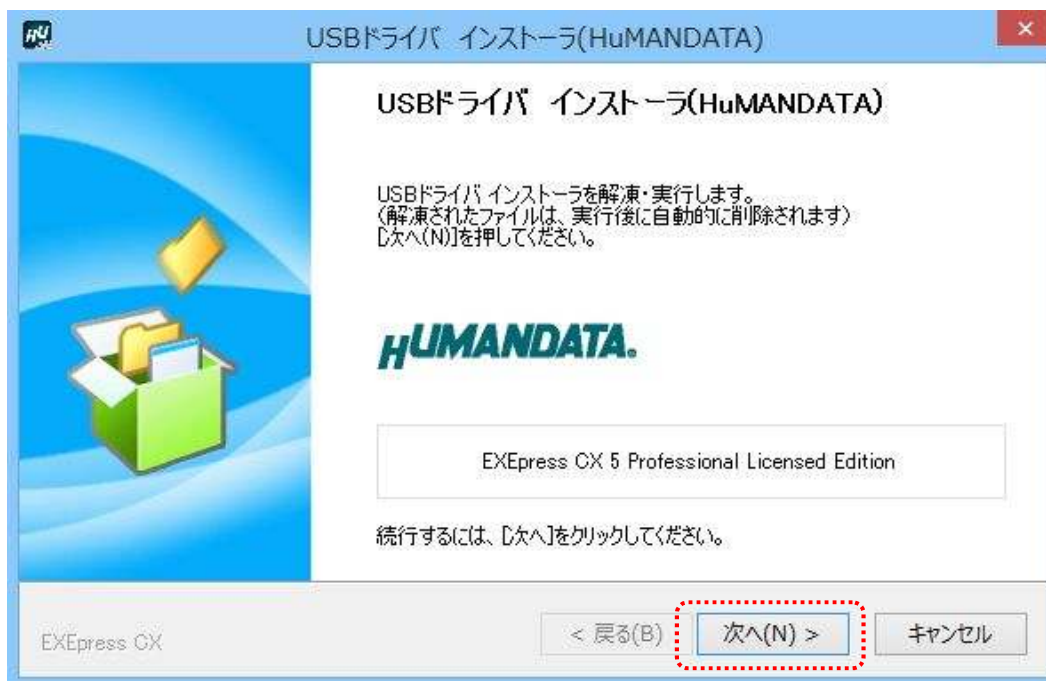 USBドライバ インストーラ(HuMANDATA)
USBドライバ インストーラ(HuMANDATA)
USBドライバ インストーラを解凍・実行します。
(解凍されたファイルは、実行後に自動的に削除されます)
[次へ(N)]を押してください。
HUMANDATA.
EXEpress CX 5 Professional Licensed Edition
続行するには、[次へ]をクリックしてください。
EXEpress CX
< 戻る(B)
次へ(N) >
キャンセル